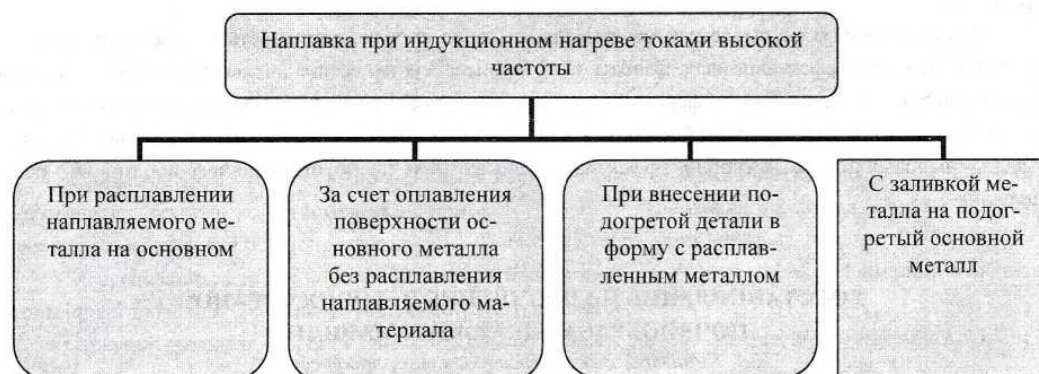 Наплавка при индукционном нагреве токами высокой
частоты
При расплавлении
наплавляемого ме-
талла на основном
За счет оплавления
поверхности ос-
новного металла
без расплавления
наплавляемого ма-
териала
При внесении по-
догретой детали в
форму с расплав-
ленным металлом
С заливкой ме-
талла на подог-
ретый основной
металл